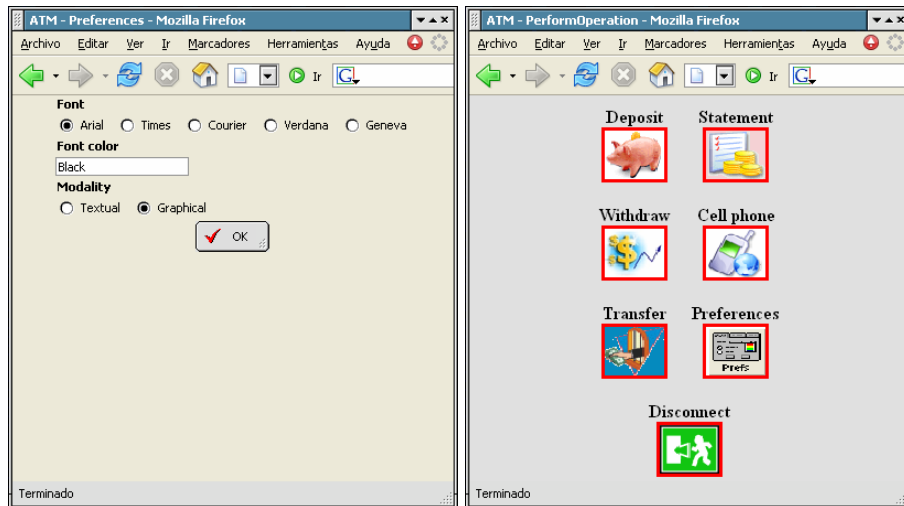 ATM - Preferences - Mozilla Firefox
Archivo Editar Ver Ir Marcadores Herramientas Ayuda
Ir G
Font
Arial Times Courier Verdana Geneva
Font color
Black
Modality
Textual Graphical
OK
Terminado
ATM - PerformOperation - Mozilla Firefox
Archivo Editar Ver Ir Marcadores Herramientas Ayuda
Ir G
Deposit Statement
Withdraw Cell phone
Transfer Preferences
Prefs
Disconnect
Terminado